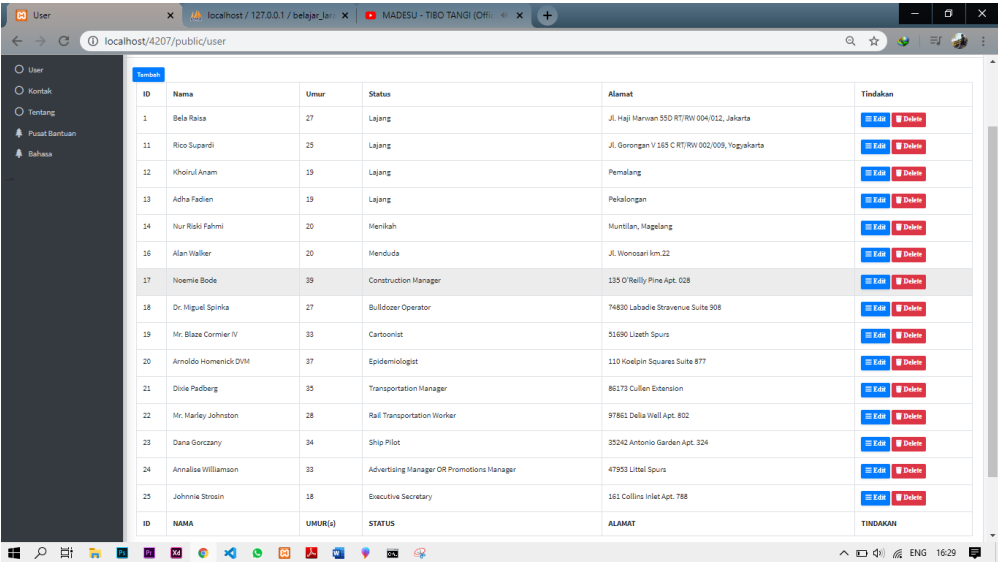 User
localhost / 127.0.0.1 / belajar_lara
MADESU - TIBO TANGI (Offic
localhost/4207/public/user
User
Kontak
Tentang
Pusat Bantuan
Bahasa
Tambah
ID Nama Umur Status Alamat Tindakan
1 Bela Raisa 27 Lajang Jl. Haji Marwan 55D RT/RW 004/012, Jakarta Edit Delete
11 Rico Supardi 25 Lajang Jl. Gorongan V 165 C RT/RW 002/009, Yogyakarta Edit Delete
12 Khoirul Anam 19 Lajang Pemalang Edit Delete
13 Adha Fadlen 19 Lajang Pekalongan Edit Delete
14 Nur Riski Fahmi 20 Menikah Muntilan, Magelang Edit Delete
16 Alan Walker 20 Menduda Jl. Wonosari km.22 Edit Delete
17 Noemie Bode 39 Construction Manager 135 O'Reilly Pine Apt. 028 Edit Delete
18 Dr. Miguel Spinka 27 Bulldozer Operator 74830 Labadie Stravenue Suite 908 Edit Delete
19 Mr. Blaze Cormier IV 33 Cartoonist 51690 Lizeth Spurs Edit Delete
20 Arnoldo Homenick DVM 37 Epidemiologist 110 Koelpin Squares Suite 877 Edit Delete
21 Dixie Padberg 35 Transportation Manager 86173 Cullen Extension Edit Delete
22 Mr. Marley Johnston 28 Rail Transportation Worker 97861 Delia Well Apt. 802 Edit Delete
23 Dana Gorczany 34 Ship Pilot 35242 Antonio Garden Apt. 324 Edit Delete
24 Annalise Williamson 33 Advertising Manager OR Promotions Manager 47953 Littel Spurs Edit Delete
25 Johnnie Strosin 18 Executive Secretary 161 Collins Inlet Apt. 788 Edit Delete
ID NAMA UMUR(s) STATUS ALAMAT TINDAKAN
Ps Pr Xd ENG 16:29